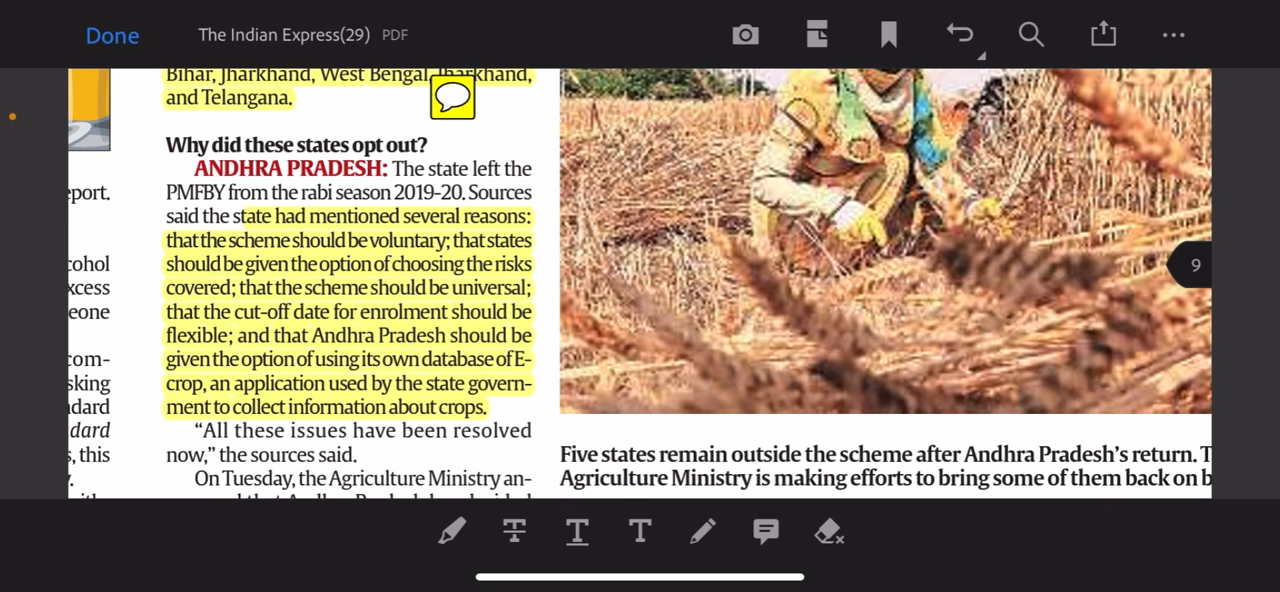 Done
The Indian Express(29) PDF
Bihar, Jharkhand, West Bengal, Jharkhand,
and Telangana.
Why did these states opt out?
ANDHRA PRADESH: The state left the
PMFBY from the rabi season 2019-20. Sources
said the state had mentioned several reasons:
that the scheme should be voluntary; that states
should be given the option of choosing the risks
covered; that the scheme should be universal;
that the cut-off date for enrolment should be
flexible; and that Andhra Pradesh should be
given the option of using its own database of E-
crop, an application used by the state govern-
ment to collect information about crops.
"All these issues have been resolved
now," the sources said.
On Tuesday, the Agriculture Ministry an-
eport.
cohol
xcess
eone
com-
sking
ndard
dard
s, this
y.
9
Five states remain outside the scheme after Andhra Pradesh's return. T
Agriculture Ministry is making efforts to bring some of them back on b